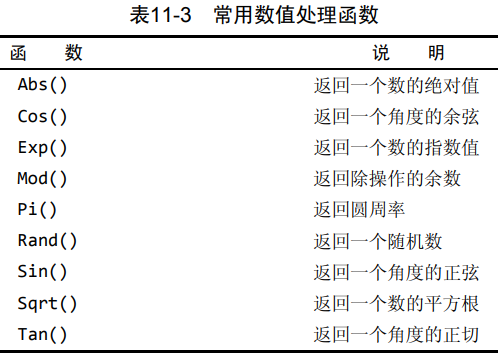 表11-3 常用数值处理函数
函 数 说 明
Abs() 返回一个数的绝对值
Cos() 返回一个角度的余弦
Exp() 返回一个数的指数值
Mod() 返回除操作的余数
Pi() 返回圆周率
Rand() 返回一个随机数
Sin() 返回一个角度的正弦
Sqrt() 返回一个数的平方根
Tan() 返回一个角度的正切